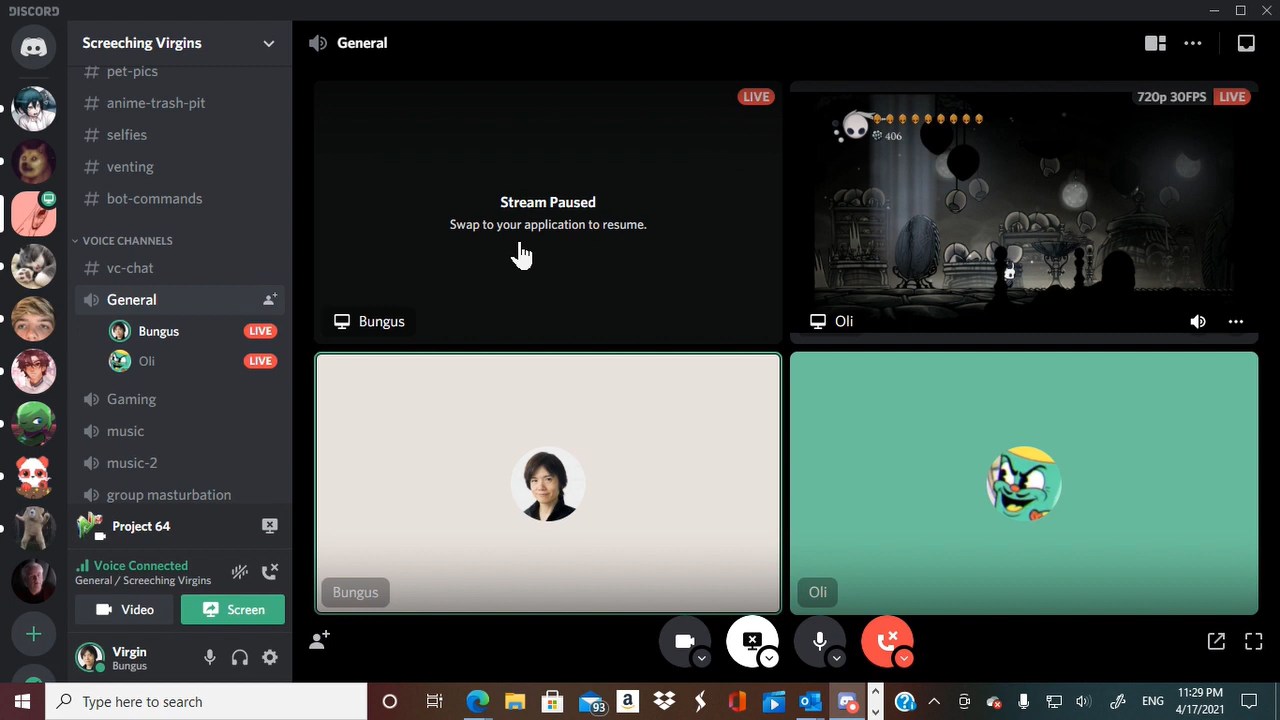 DISCORD
Screeching Virgins
General
pet-pics
anime-trash-pit
selfies
venting
bot-commands
VOICE CHANNELS
vc-chat
General
Bungus LIVE
Oli LIVE
Gaming
music
music-2
group masturbation
Project 64
Voice Connected
General / Screeching Virgins
Video
Screen
Virgin
Bungus
LIVE
Stream Paused
Swap to your application to resume.
Bungus
720p 30FPS LIVE
406
Oli
Bungus
Oli
Type here to search
93
a
ENG
11:29 PM
4/17/2021